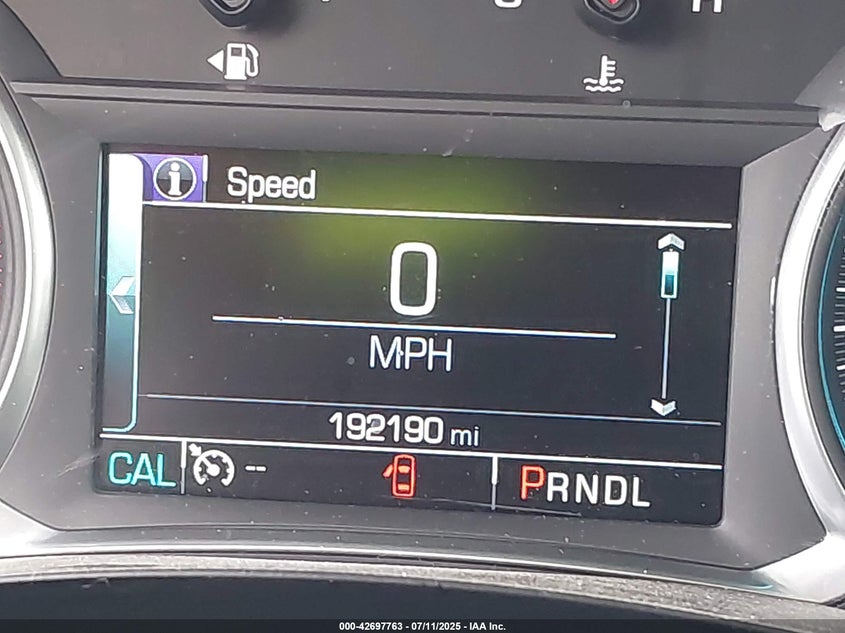 H
Speed
0
MPH
192190 mi
CAL -- PRNDL
000-42697763 - 07/11/2025 - IAA Inc.